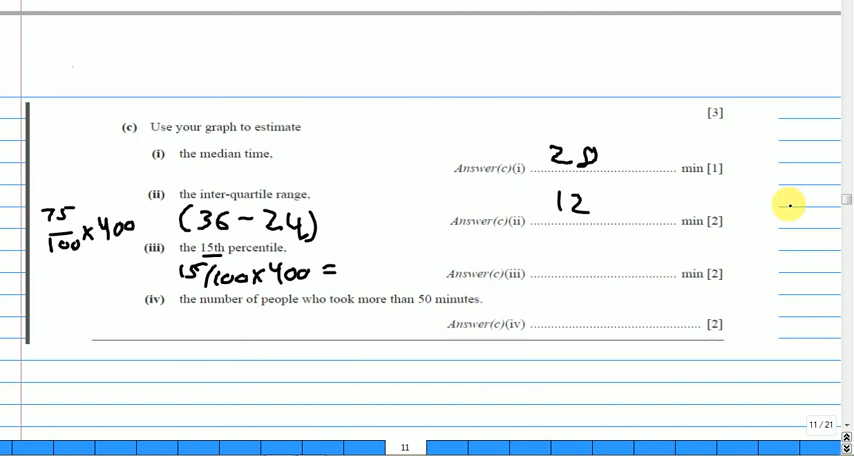 [3]
(c) Use your graph to estimate
(i) the median time,
Answer(c)(i) 28 min [1]
(ii) the inter-quartile range,
75/100 × 400 (36 - 24) Answer(c)(ii) 12 min [2]
(iii) the 15th percentile,
15/100 × 400 = Answer(c)(iii) min [2]
(iv) the number of people who took more than 50 minutes.
Answer(c)(iv) [2]
11 / 21
11